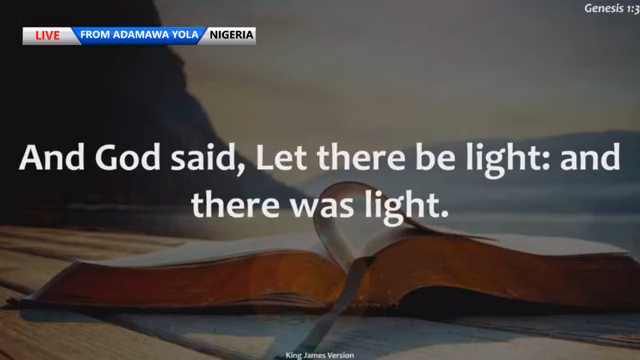 Genesis 1:3
LIVE FROM ADAMAWA YOLA NIGERIA
And God said, Let there be light: and
there was light.
King James Version